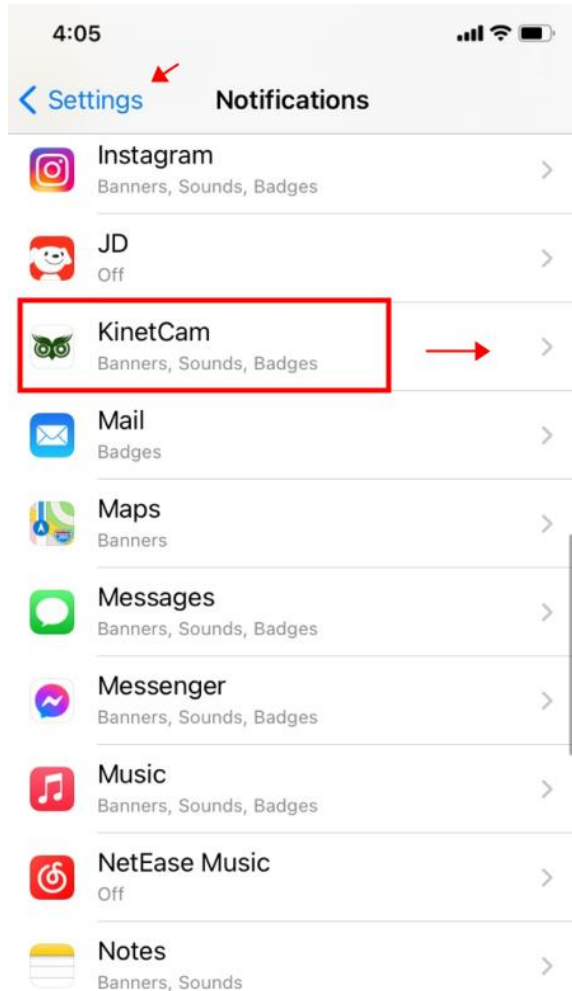 4:05
Settings Notifications
Instagram
Banners, Sounds, Badges
JD
Off
KinetCam
Banners, Sounds, Badges
Mail
Badges
Maps
Banners
Messages
Banners, Sounds, Badges
Messenger
Banners, Sounds, Badges
Music
Banners, Sounds, Badges
NetEase Music
Off
Notes
Banners, Sounds